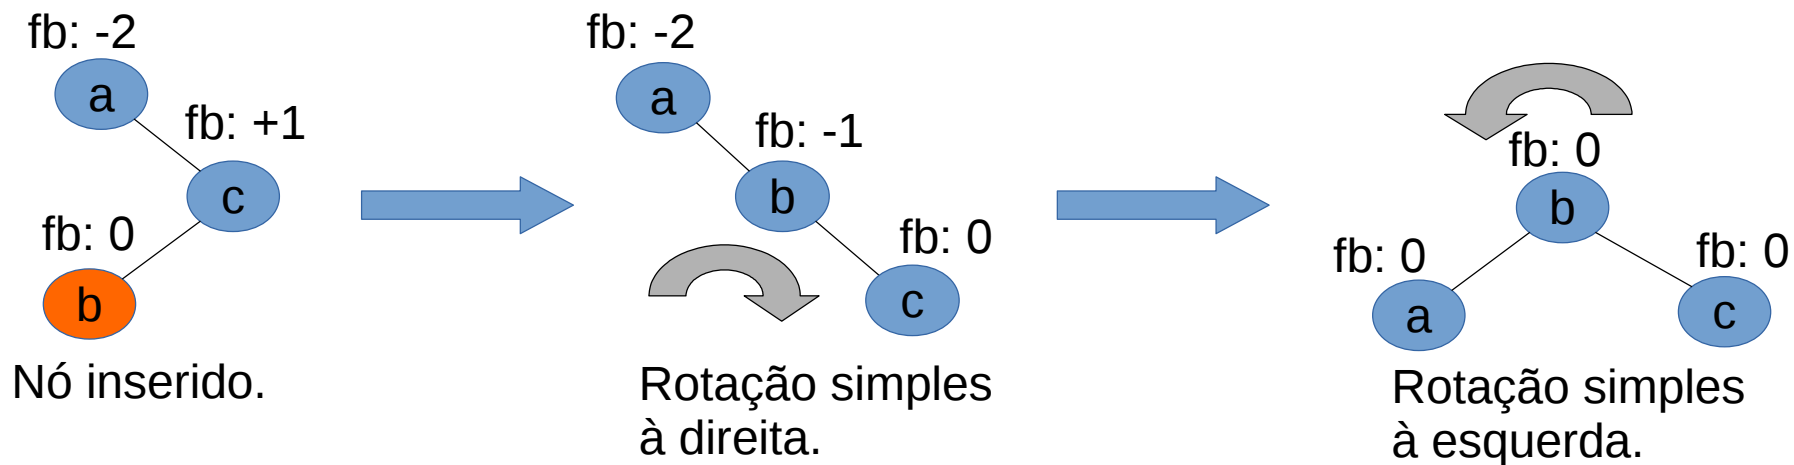 fb: -2
a
fb: +1
c
fb: 0
b
Nó inserido.
fb: -2
a
fb: -1
b
fb: 0
c
Rotação simples
à direita.
fb: 0
b
fb: 0
a
fb: 0
c
Rotação simples
à esquerda.